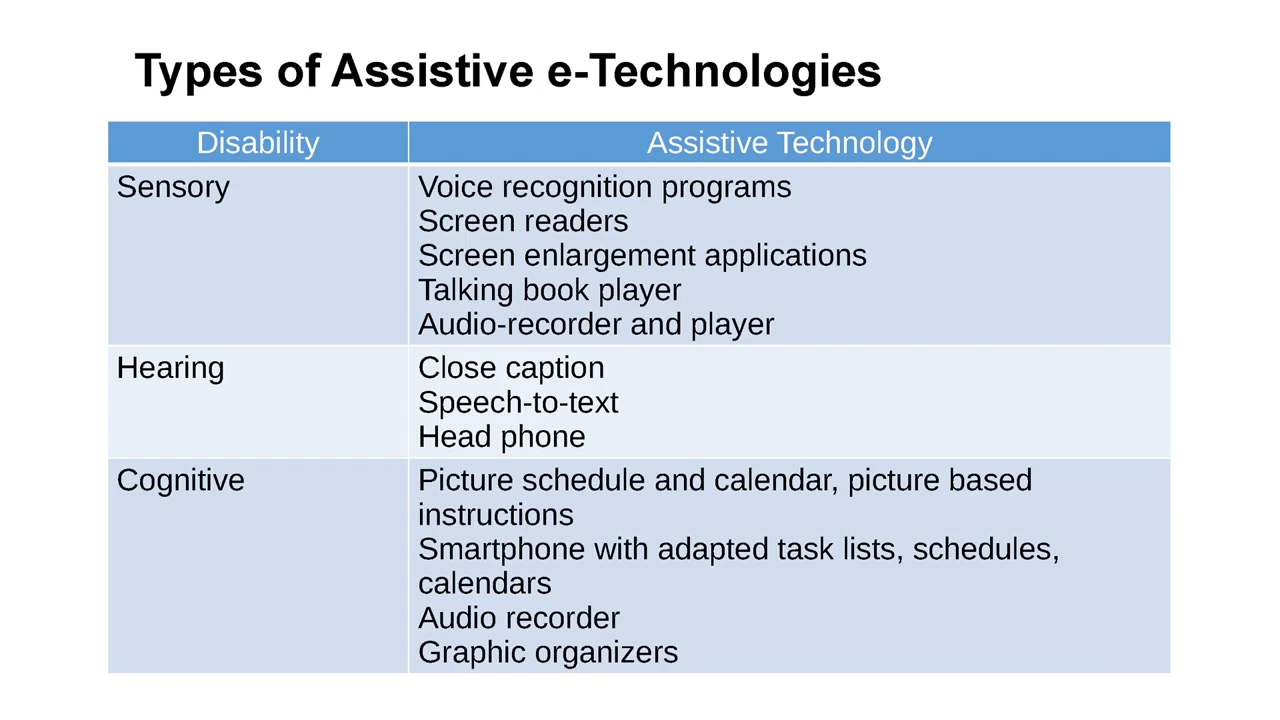 Types of Assistive e-Technologies
Disability
Assistive Technology
Sensory
Voice recognition programs
Screen readers
Screen enlargement applications
Talking book player
Audio-recorder and player
Hearing
Close caption
Speech-to-text
Head phone
Cognitive
Picture schedule and calendar, picture based
instructions
Smartphone with adapted task lists, schedules,
calendars
Audio recorder
Graphic organizers